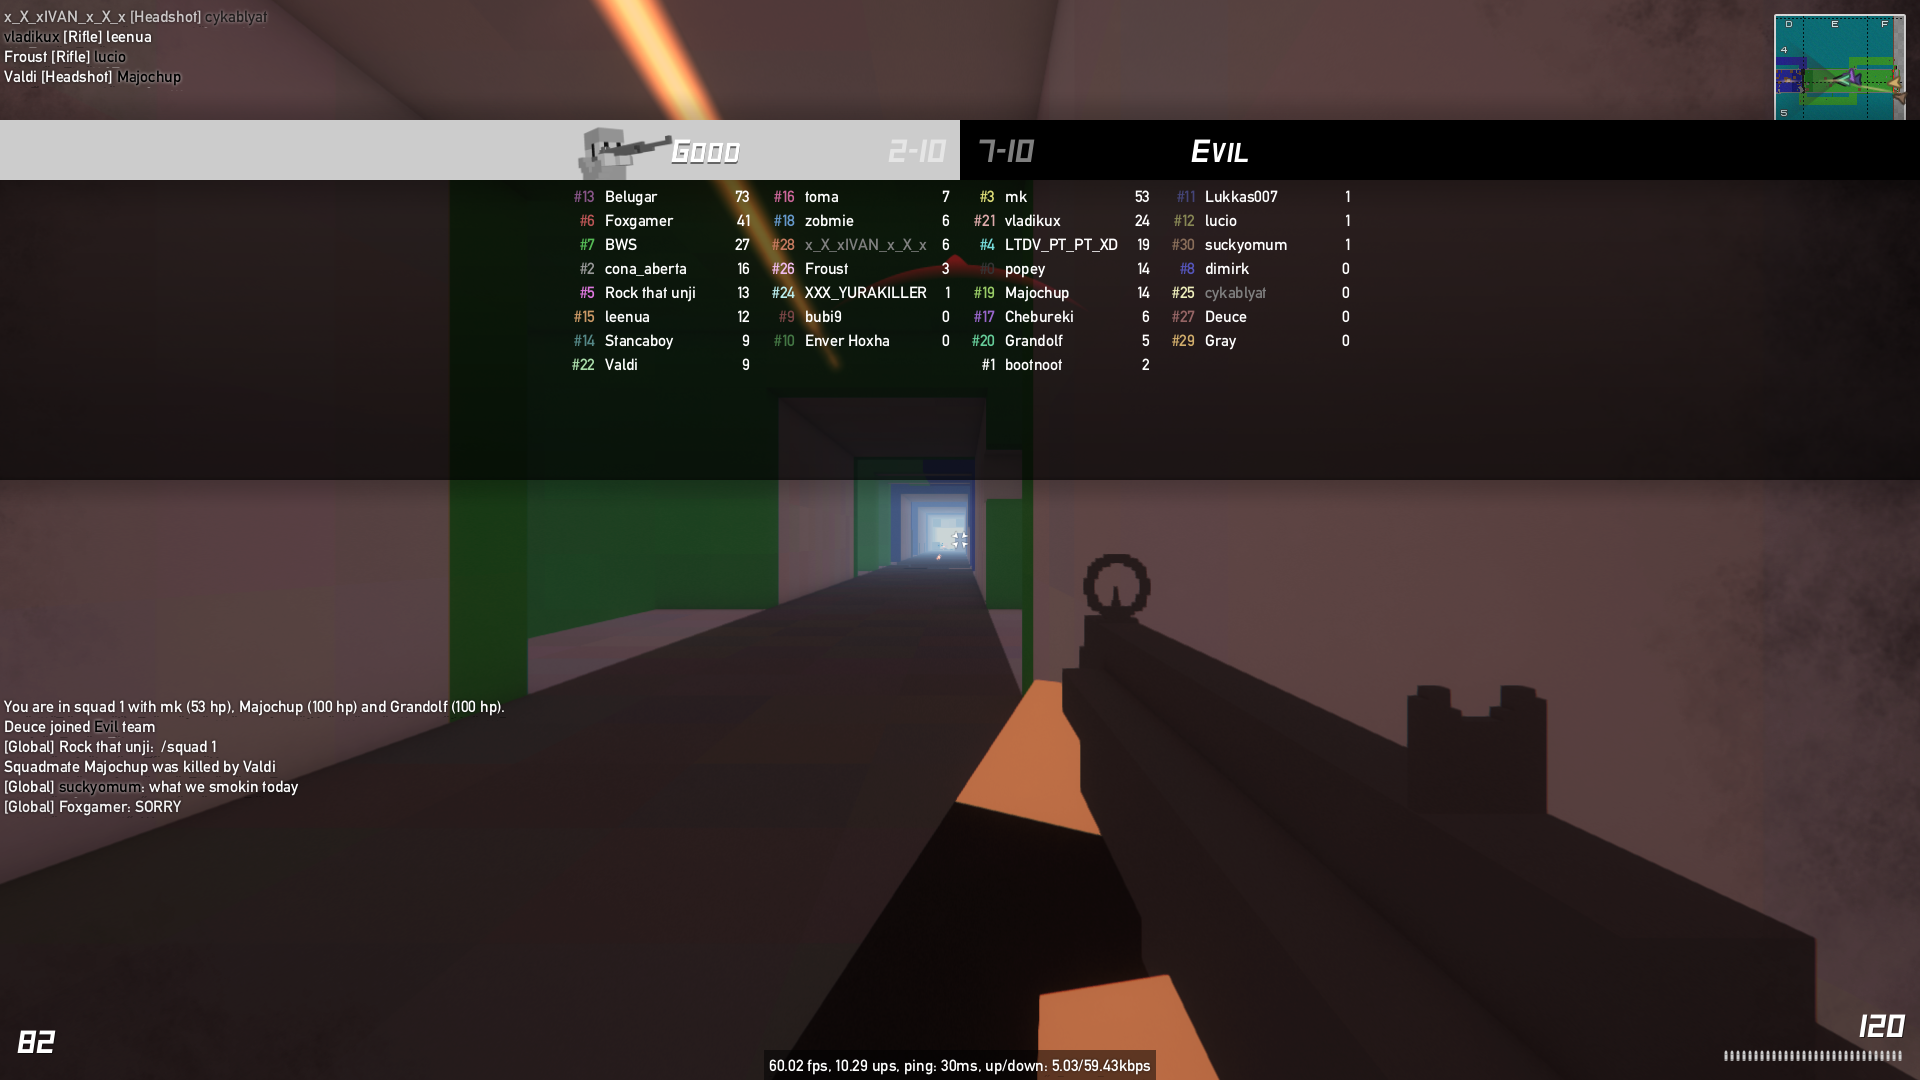 x_X_xIVAN_x_X_x [Headshot] cykablyat
vladikux [Rifle] leenua
Froust [Rifle] lucio
Valdi [Headshot] Majochup
D E F
4
5
Good 2-10 7-10 Evil
#13 Belugar 73 #16 toma 7 #3 mk 53 #11 Lukkas007 1
#6 Foxgamer 41 #18 zobmie 6 #21 vladikux 24 #12 lucio 1
#7 BWS 27 #28 x_X_xIVAN_x_X_x 6 #4 LTDV_PT_PT_XD 19 #30 suckyomum 1
#2 cona_aberta 16 #26 Froust 3 #0 popey 14 #8 dimirk 0
#5 Rock that unji 13 #24 XXX_YURAKILLER 1 #19 Majochup 14 #25 cykablyat 0
#15 leenua 12 #9 bubi9 0 #17 Chebureki 6 #27 Deuce 0
#14 Stancaboy 9 #10 Enver Hoxha 0 #20 Grandolf 5 #29 Gray 0
#22 Valdi 9 #1 bootnoot 2
You are in squad 1 with mk (53 hp), Majochup (100 hp) and Grandolf (100 hp).
Deuce joined Evil team
[Global] Rock that unji: /squad 1
Squadmate Majochup was killed by Valdi
[Global] suckyomum: what we smokin today
[Global] Foxgamer: SORRY
82
120
60.02 fps, 10.29 ups, ping: 30ms, up/down: 5.03/59.43kbps